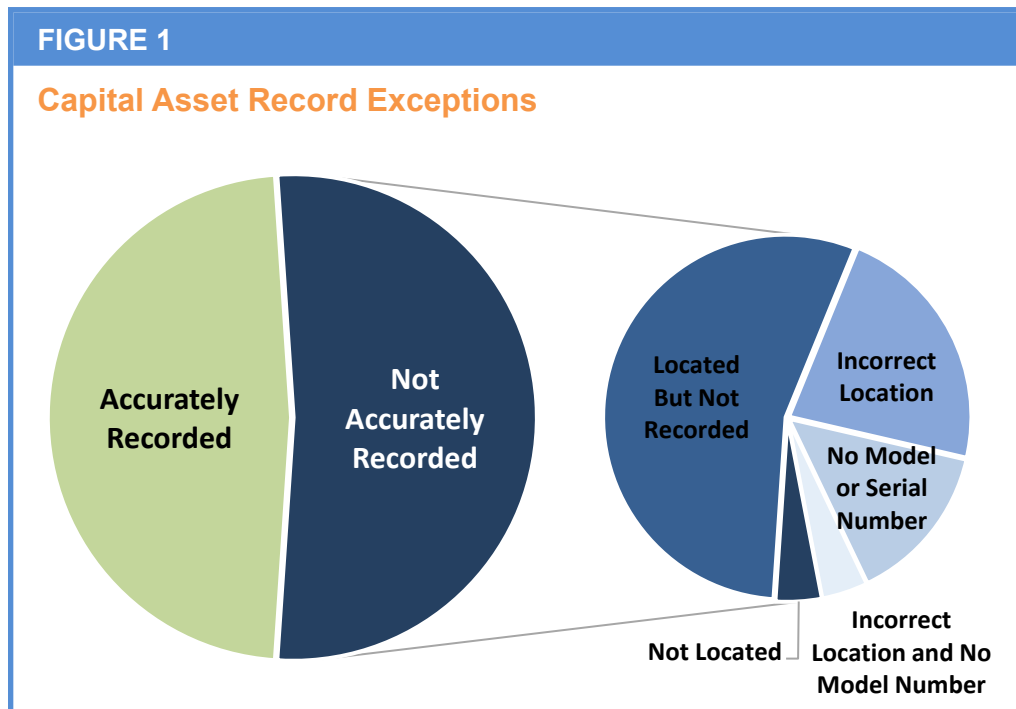 FIGURE 1
Capital Asset Record Exceptions
Accurately
Recorded
Not
Accurately
Recorded
Located
But Not
Recorded
Incorrect
Location
No Model
or Serial
Number
Not Located
Incorrect
Location and No
Model Number